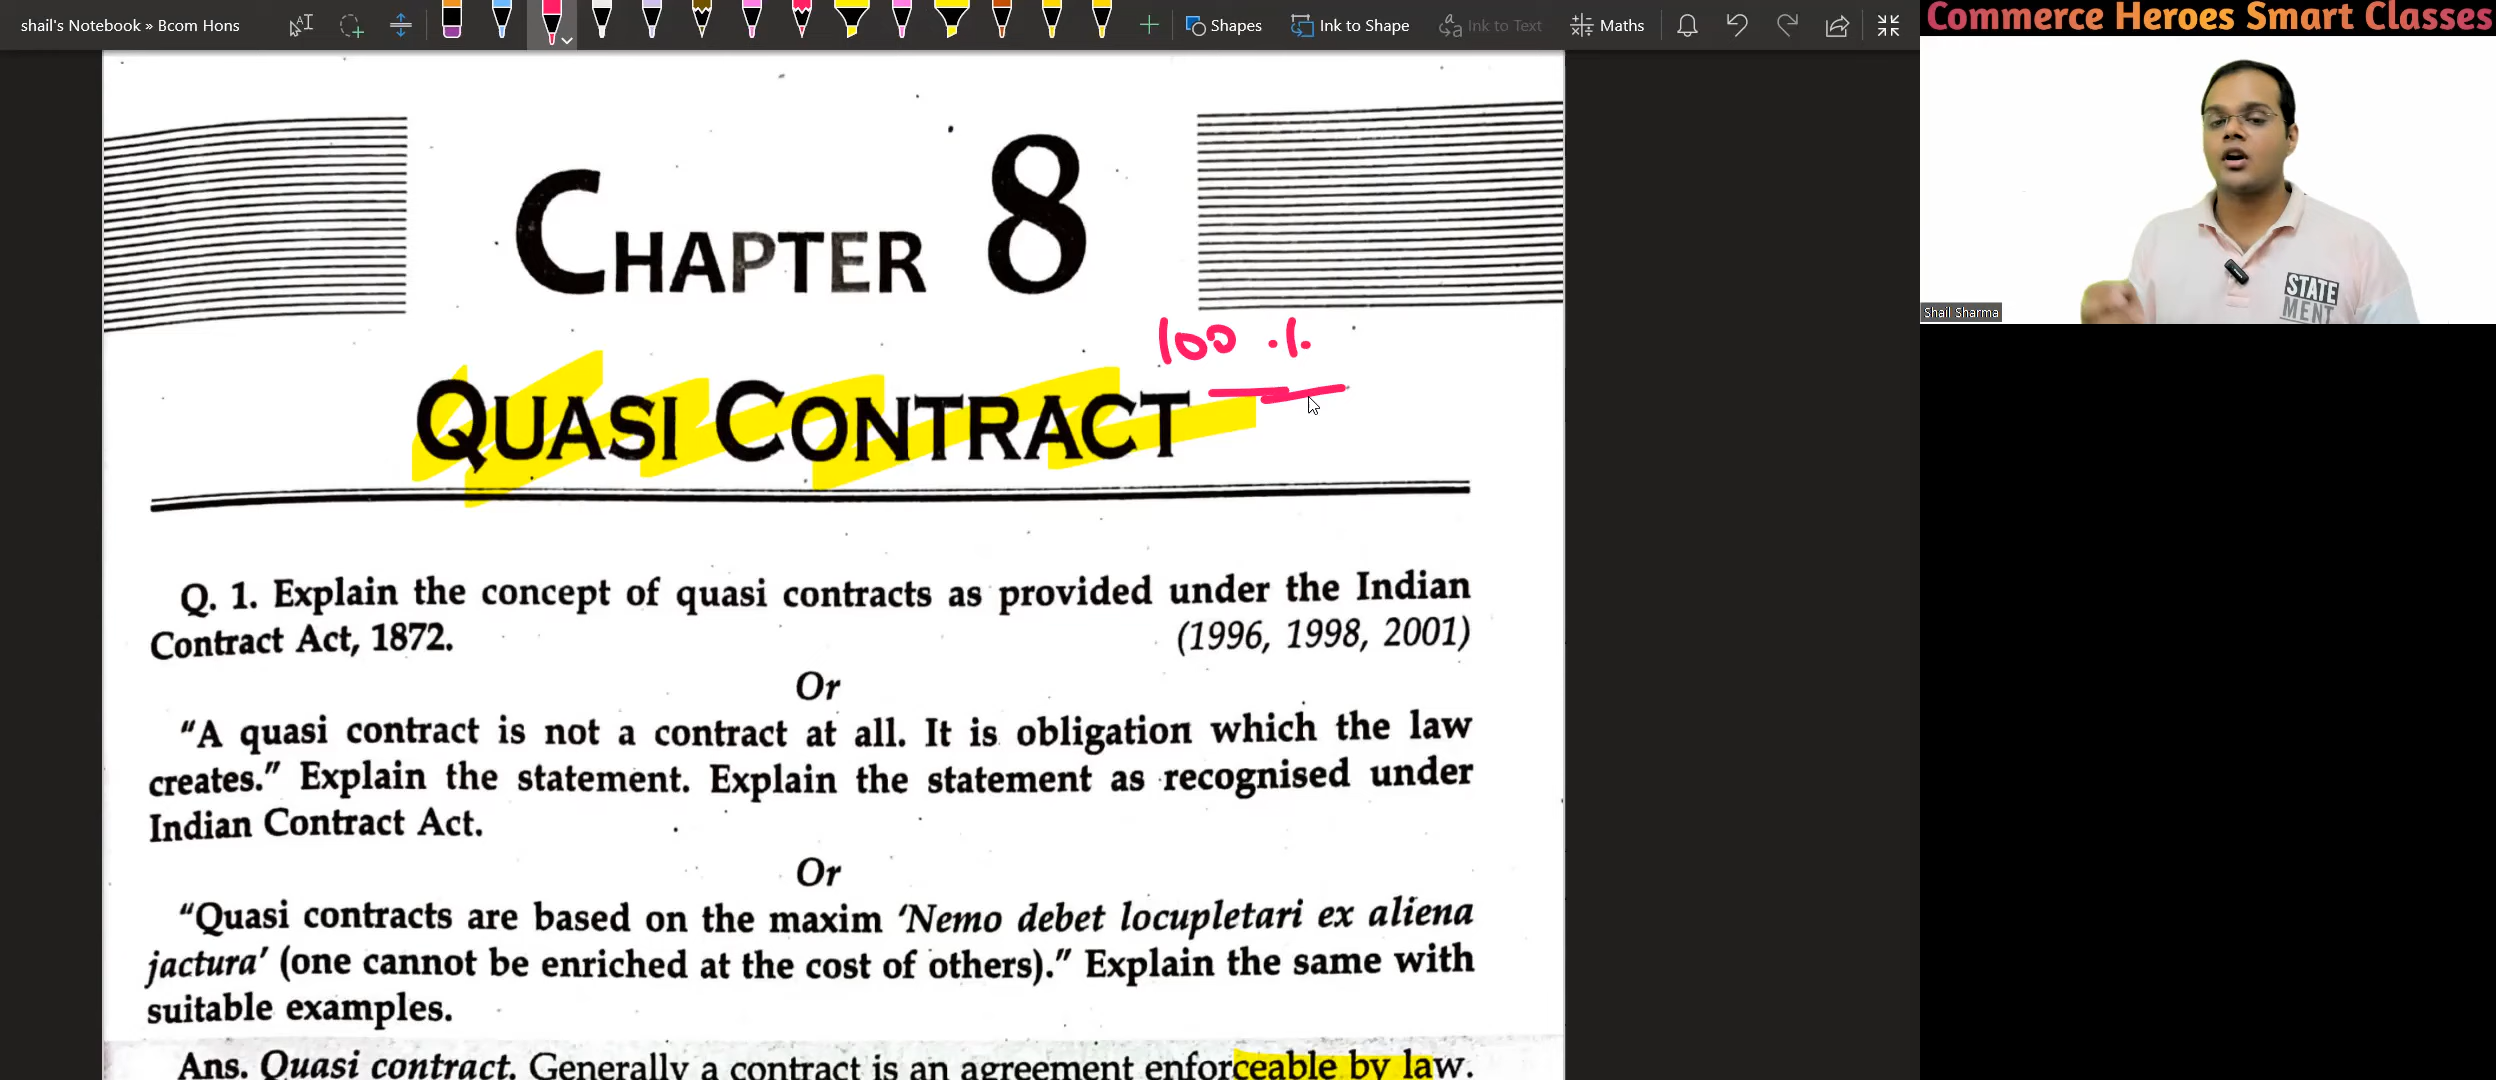 shail's Notebook » Bcom Hons
Shapes
Ink to Shape
Ink to Text
Maths
Commerce Heroes Smart Classes
CHAPTER 8
100 %
QUASI CONTRACT
STATE
MENT
Shail Sharma
Q. 1. Explain the concept of quasi contracts as provided under the Indian
Contract Act, 1872. (1996, 1998, 2001)
Or
“A quasi contract is not a contract at all. It is obligation which the law
creates.” Explain the statement. Explain the statement as recognised under
Indian Contract Act.
Or
“Quasi contracts are based on the maxim ‘Nemo debet locupletari ex aliena
jactura’ (one cannot be enriched at the cost of others).” Explain the same with
suitable examples.
Ans. Quasi contract. Generally a contract is an agreement enforceable by law.